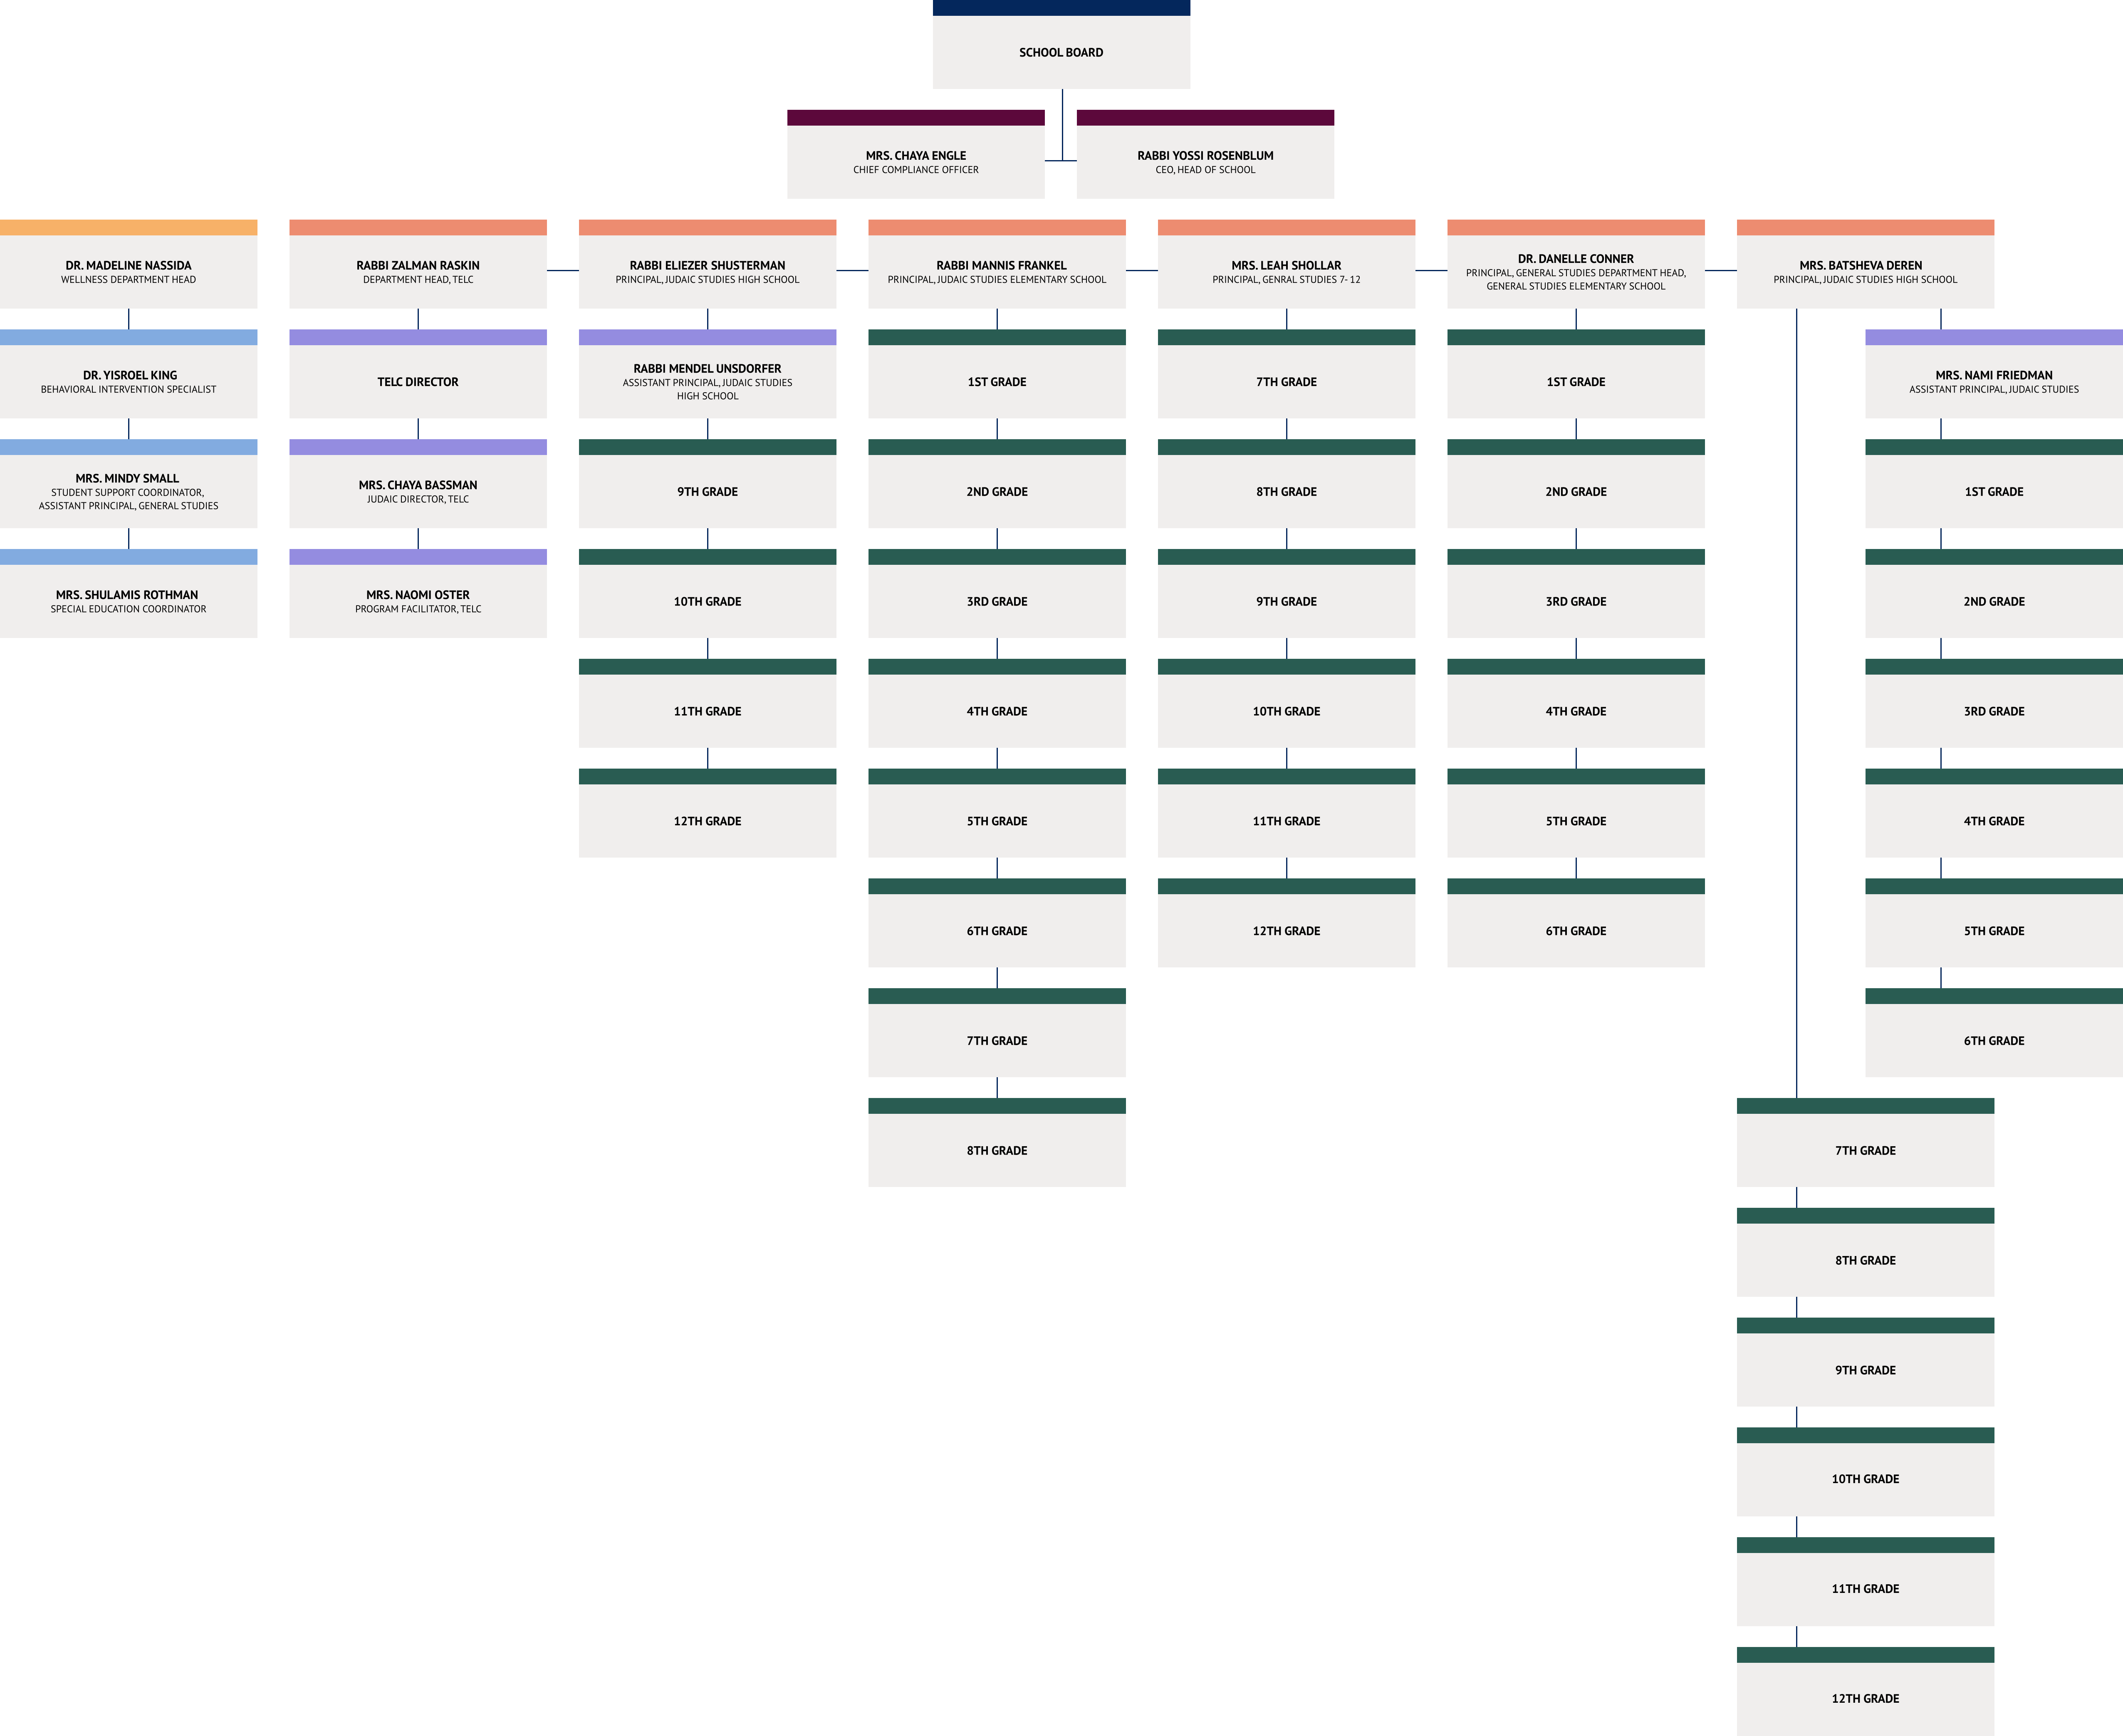 SCHOOL BOARD
MRS. CHAYA ENGLE
CHIEF COMPLIANCE OFFICER
RABBI YOSSI ROSENBLUM
CEO, HEAD OF SCHOOL
DR. MADELINE NASSIDA
WELLNESS DEPARTMENT HEAD
RABBI ZALMAN RASKIN
DEPARTMENT HEAD, TELC
RABBI ELIEZER SHUSTERMAN
PRINCIPAL, JUDAIC STUDIES HIGH SCHOOL
RABBI MANNIS FRANKEL
PRINCIPAL, JUDAIC STUDIES ELEMENTARY SCHOOL
MRS. LEAH SHOLLAR
PRINCIPAL, GENRAL STUDIES 7- 12
DR. DANELLE CONNER
PRINCIPAL, GENERAL STUDIES DEPARTMENT HEAD,
GENERAL STUDIES ELEMENTARY SCHOOL
MRS. BATSHEVA DEREN
PRINCIPAL, JUDAIC STUDIES HIGH SCHOOL
DR. YISROEL KING
BEHAVIORAL INTERVENTION SPECIALIST
MRS. MINDY SMALL
STUDENT SUPPORT COORDINATOR,
ASSISTANT PRINCIPAL, GENERAL STUDIES
MRS. SHULAMIS ROTHMAN
SPECIAL EDUCATION COORDINATOR
TELC DIRECTOR
MRS. CHAYA BASSMAN
JUDAIC DIRECTOR, TELC
MRS. NAOMI OSTER
PROGRAM FACILITATOR, TELC
RABBI MENDEL UNSDORFER
ASSISTANT PRINCIPAL, JUDAIC STUDIES
HIGH SCHOOL
9TH GRADE
10TH GRADE
11TH GRADE
12TH GRADE
1ST GRADE
2ND GRADE
3RD GRADE
4TH GRADE
5TH GRADE
6TH GRADE
7TH GRADE
8TH GRADE
7TH GRADE
8TH GRADE
9TH GRADE
10TH GRADE
11TH GRADE
12TH GRADE
1ST GRADE
2ND GRADE
3RD GRADE
4TH GRADE
5TH GRADE
6TH GRADE
MRS. NAMI FRIEDMAN
ASSISTANT PRINCIPAL, JUDAIC STUDIES
1ST GRADE
2ND GRADE
3RD GRADE
4TH GRADE
5TH GRADE
6TH GRADE
7TH GRADE
8TH GRADE
9TH GRADE
10TH GRADE
11TH GRADE
12TH GRADE